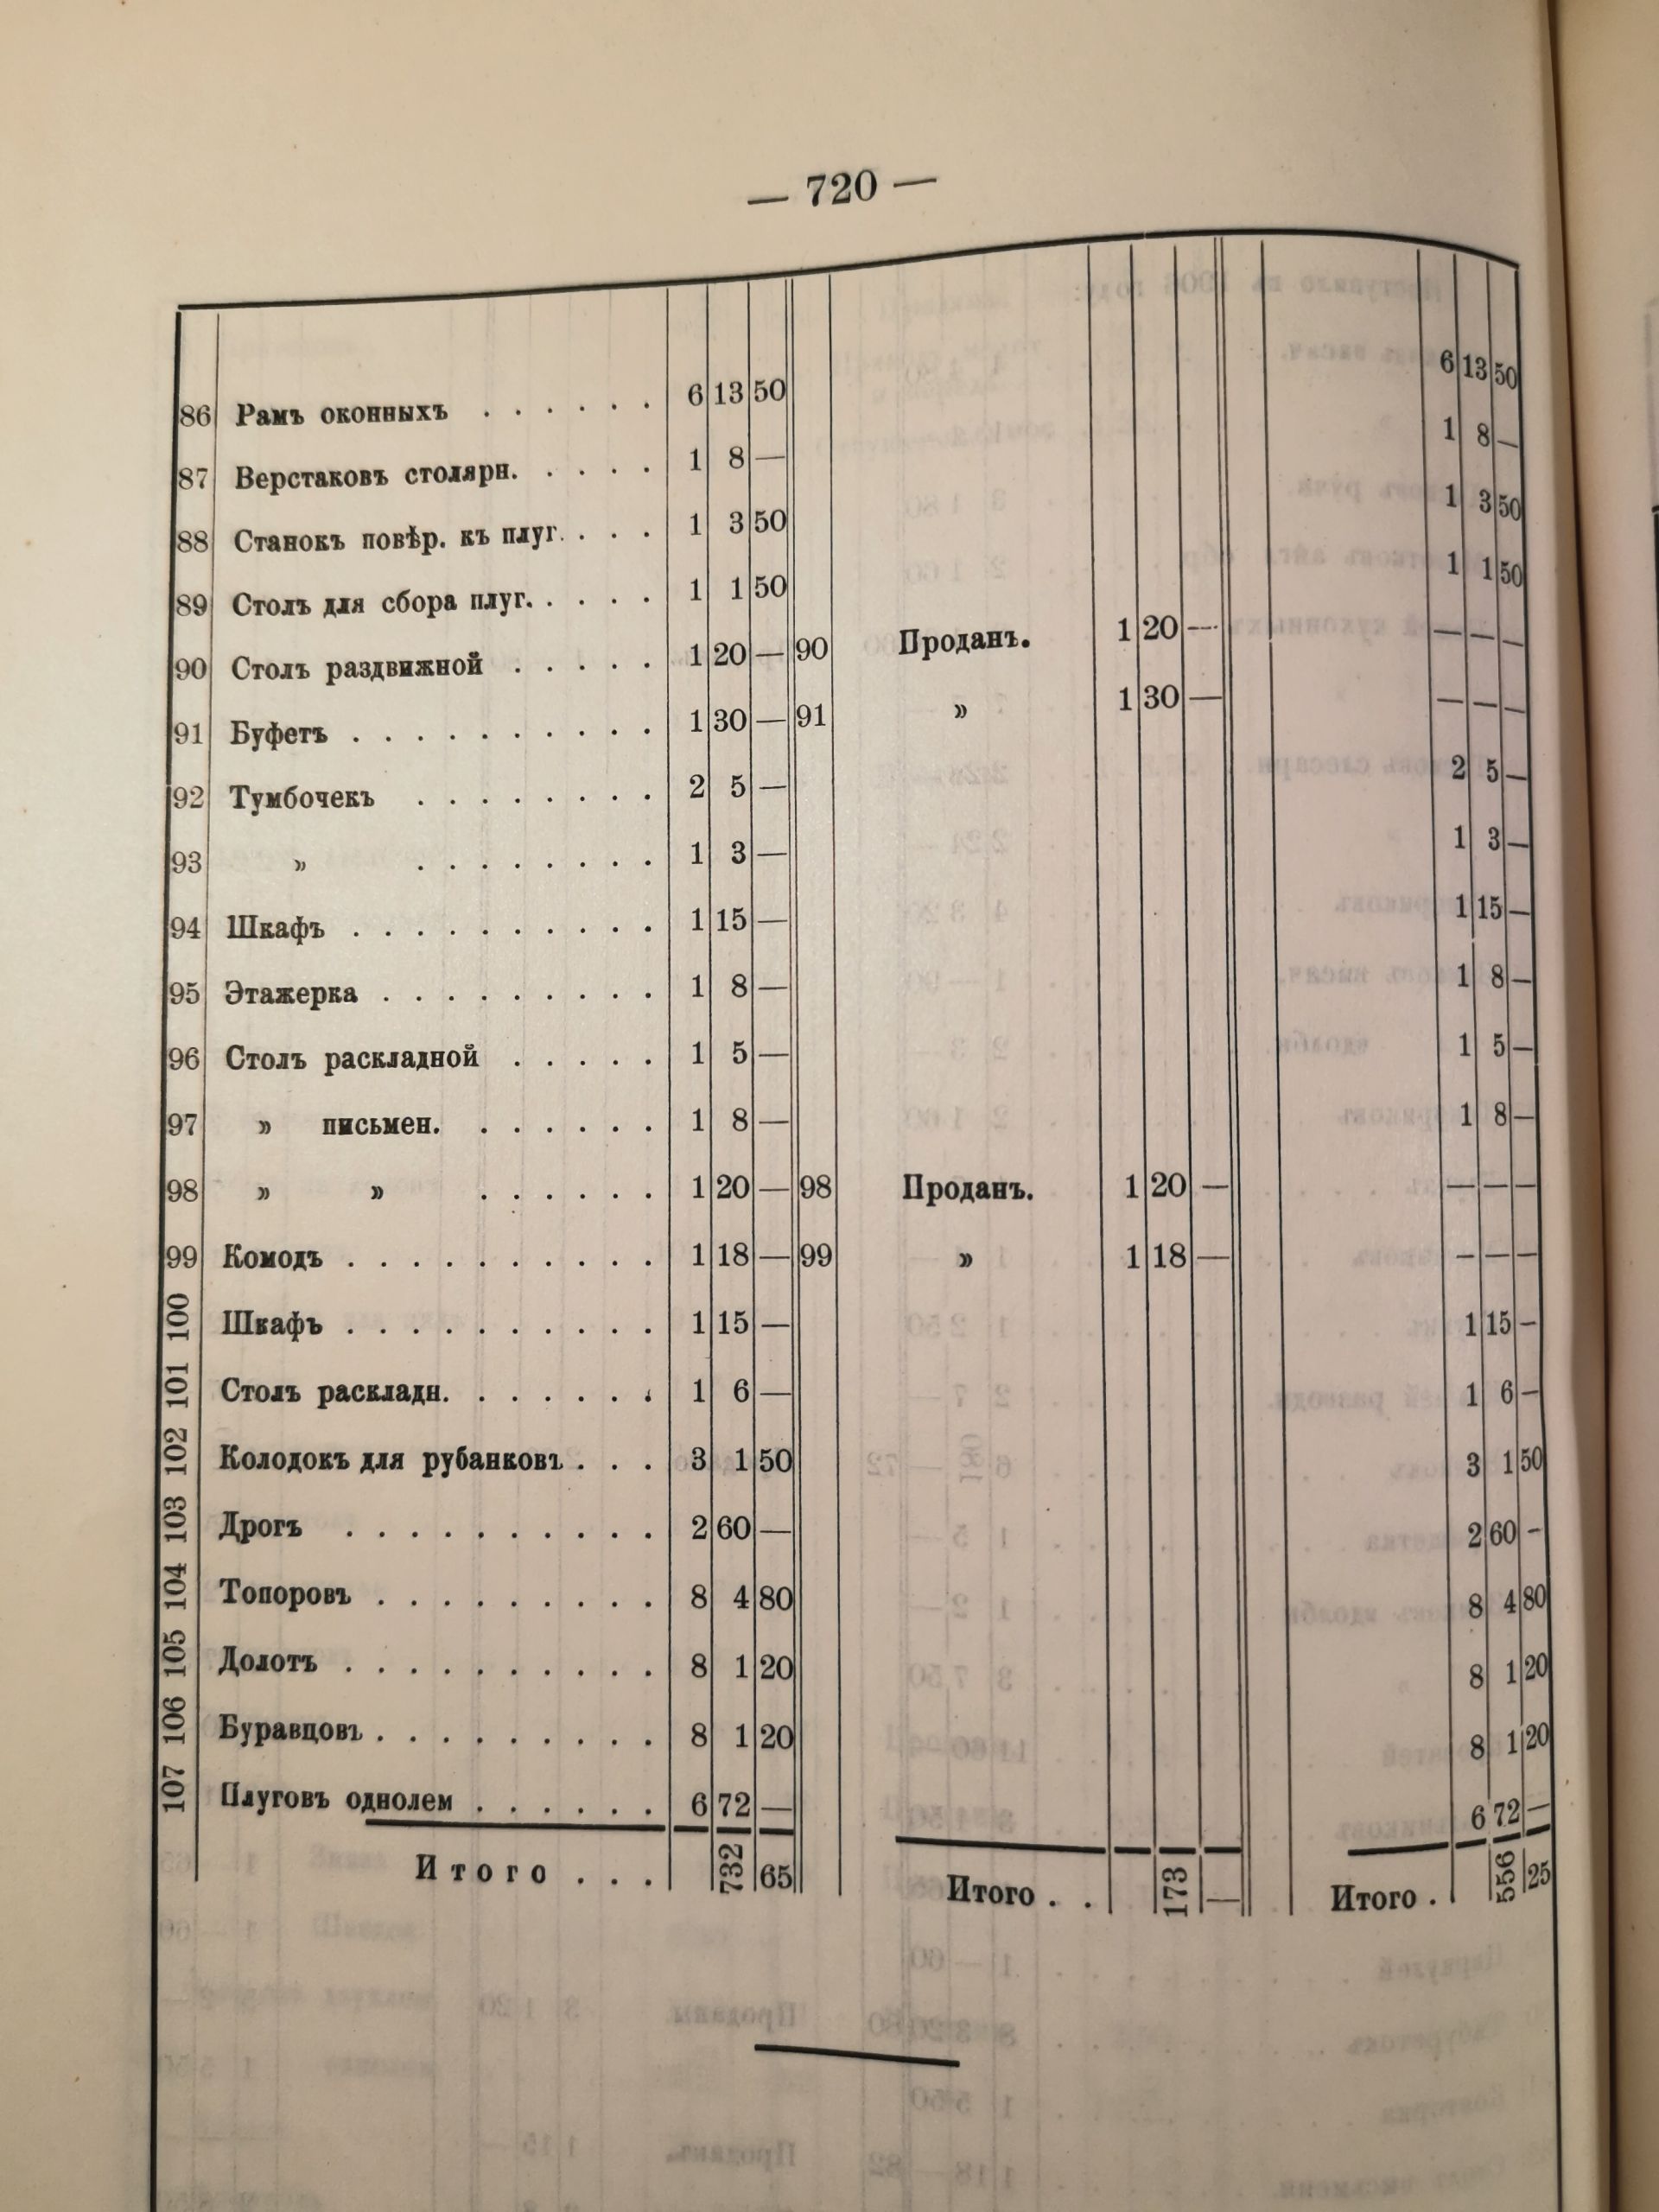 — 720 —
86 Рамъ оконныхъ . . . . . . 6 13 50 6 13 50
87 Верстаковъ столярн. . . . . 1 8 — 1 8 —
88 Станокъ повѣр. къ плуг. . . . 1 3 50 1 3 50
89 Столъ для сбора плуг. . . . . 1 1 50 1 1 50
90 Столъ раздвижной . . . . . 1 20 — 90 Проданъ. 1 20 — — — —
91 Буфетъ . . . . . . . . . . 1 30 — 91 » 1 30 — — — —
92 Тумбочекъ . . . . . . . . 2 5 — 2 5 —
93 » . . . . . . . . 1 3 — 1 3 —
94 Шкафъ . . . . . . . . . . 1 15 — 1 15 —
95 Этажерка . . . . . . . . . 1 8 — 1 8 —
96 Столъ раскладной . . . . . 1 5 — 1 5 —
97 » письмен. . . . . . . 1 8 — 1 8 —
98 » » . . . . . . 1 20 — 98 Проданъ. 1 20 — — — —
99 Комодъ . . . . . . . . . . 1 18 — 99 » 1 18 — — — —
100 Шкафъ . . . . . . . . . . 1 15 — 1 15 —
101 Столъ раскладн. . . . . . . 1 6 — 1 6 —
102 Колодокъ для рубанковъ . . . 3 1 50 3 1 50
103 Дрогъ . . . . . . . . . . 2 60 — 2 60 —
104 Топоровъ . . . . . . . . . 8 4 80 8 4 80
105 Долотъ . . . . . . . . . . 8 1 20 8 1 20
106 Буравцовъ . . . . . . . . . 8 1 20 8 1 20
107 Плуговъ однолем . . . . . . 6 72 — 6 72 —
Итого . . . 732 65 Итого . . 173 — Итого . 556 25